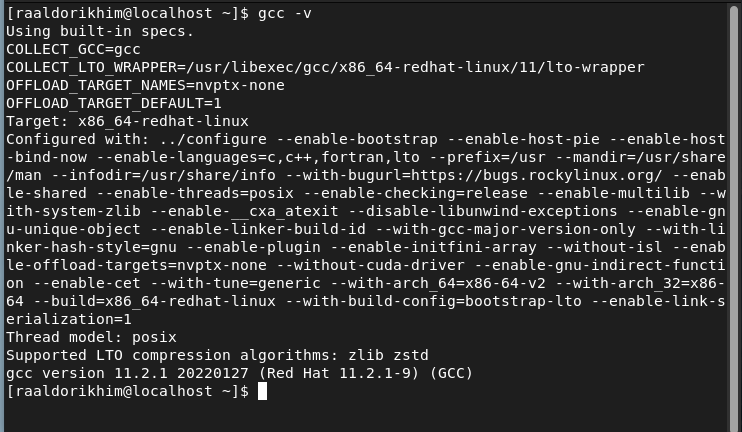 [raaldorikhim@localhost ~]$ gcc -v
Using built-in specs.
COLLECT_GCC=gcc
COLLECT_LTO_WRAPPER=/usr/libexec/gcc/x86_64-redhat-linux/11/lto-wrapper
OFFLOAD_TARGET_NAMES=nvptx-none
OFFLOAD_TARGET_DEFAULT=1
Target: x86_64-redhat-linux
Configured with: ../configure --enable-bootstrap --enable-host-pie --enable-host
-bind-now --enable-languages=c,c++,fortran,lto --prefix=/usr --mandir=/usr/share
/man --infodir=/usr/share/info --with-bugurl=https://bugs.rockylinux.org/ --enab
le-shared --enable-threads=posix --enable-checking=release --enable-multilib --w
ith-system-zlib --enable-__cxa_atexit --disable-libunwind-exceptions --enable-gn
u-unique-object --enable-linker-build-id --with-gcc-major-version-only --with-li
nker-hash-style=gnu --enable-plugin --enable-initfini-array --without-isl --enab
le-offload-targets=nvptx-none --without-cuda-driver --enable-gnu-indirect-functi
on --enable-cet --with-tune=generic --with-arch_64=x86-64-v2 --with-arch_32=x86-
64 --build=x86_64-redhat-linux --with-build-config=bootstrap-lto --enable-link-s
erialization=1
Thread model: posix
Supported LTO compression algorithms: zlib zstd
gcc version 11.2.1 20220127 (Red Hat 11.2.1-9) (GCC)
[raaldorikhim@localhost ~]$